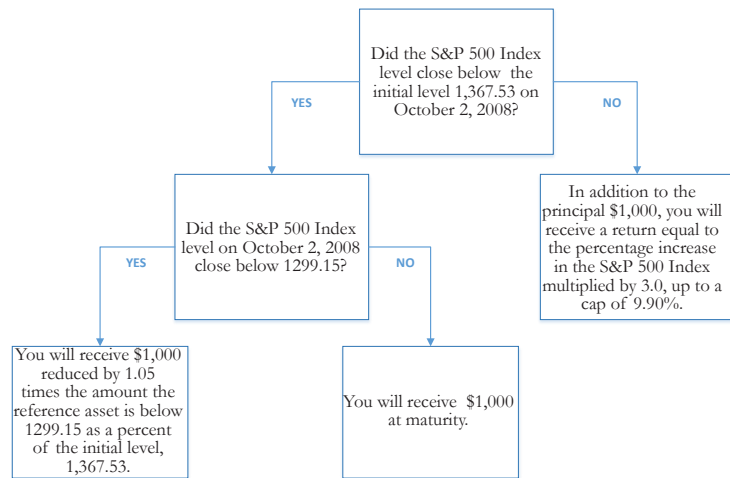 Did the S&P 500 Index
level close below the
initial level 1,367.53 on
October 2, 2008?
YES
NO
Did the S&P 500 Index
level on October 2, 2008
close below 1299.15?
In addition to the
principal $1,000, you will
receive a return equal to
the percentage increase
in the S&P 500 Index
multiplied by 3.0, up to a
cap of 9.90%.
YES
NO
You will receive $1,000
reduced by 1.05
times the amount the
reference asset is below
1299.15 as a percent
of the initial level,
1,367.53.
You will receive $1,000
at maturity.